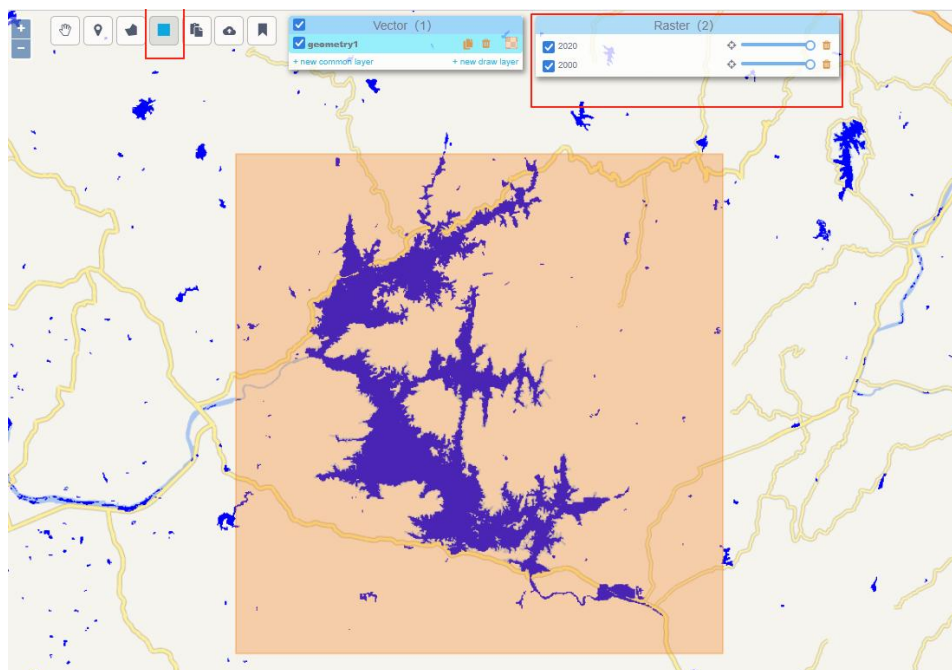 +
−
Vector (1)
geometry1
+ new common layer
+ new draw layer
Raster (2)
2020
2000